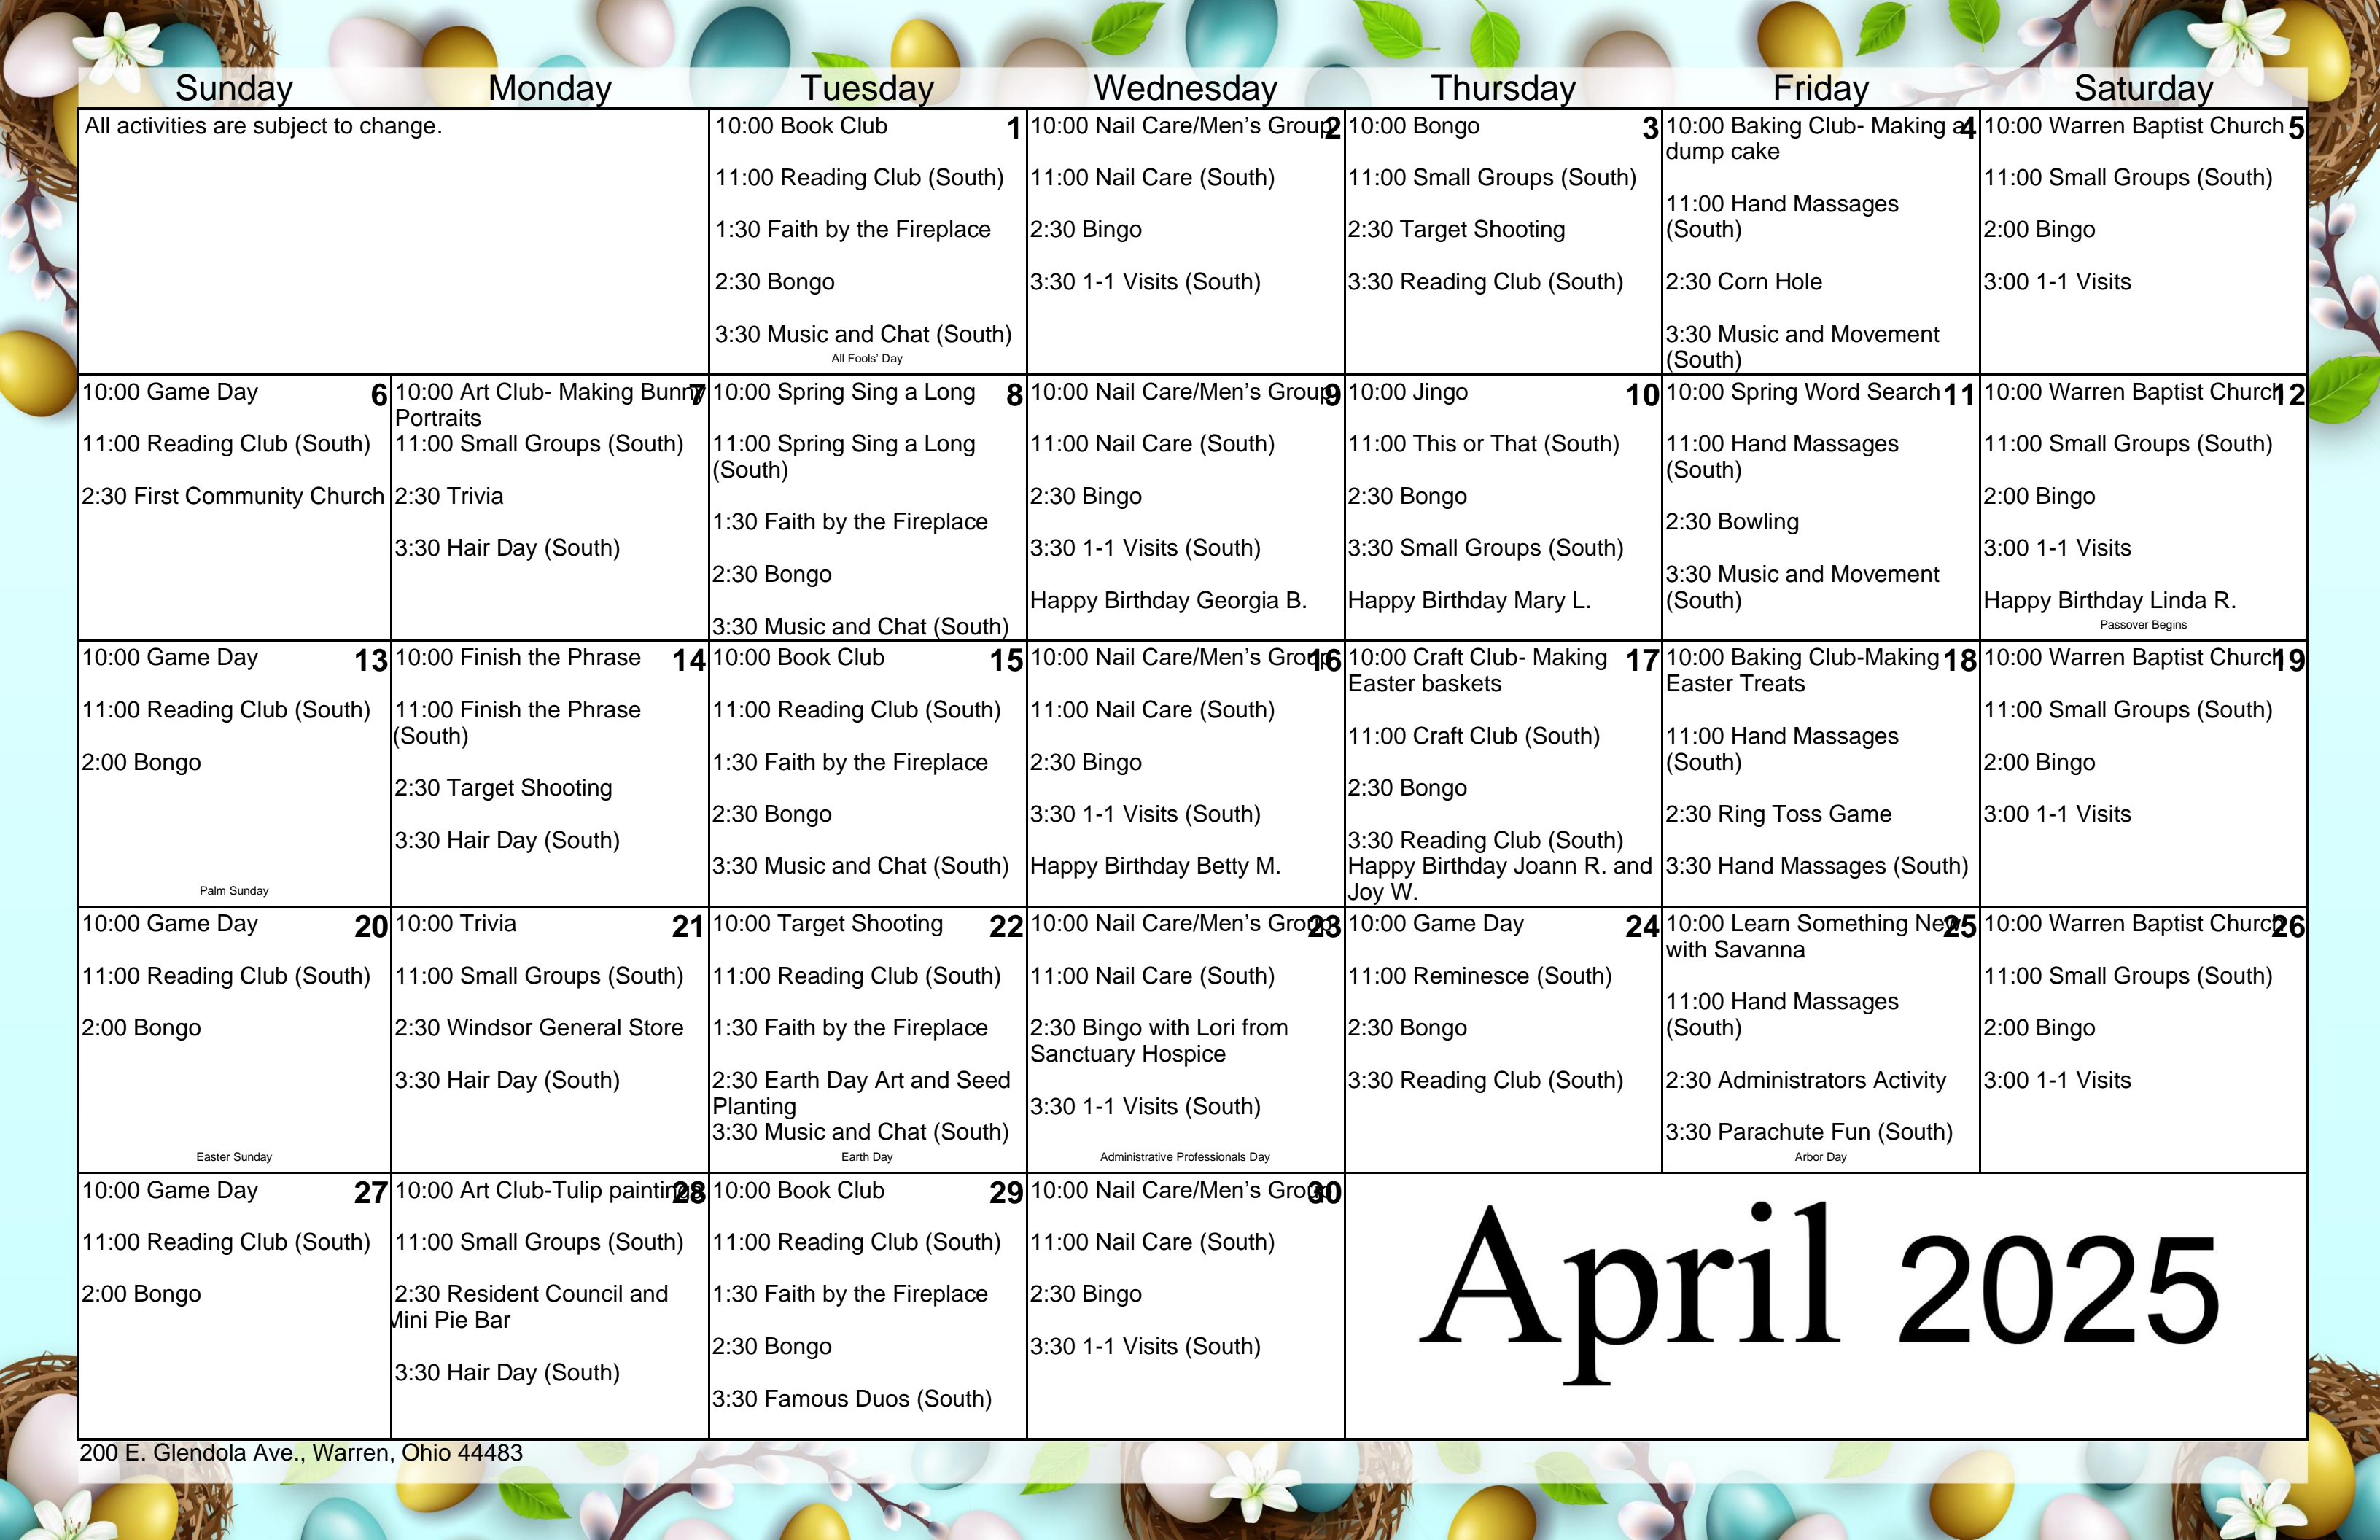 Sunday Monday Tuesday Wednesday Thursday Friday Saturday
All activities are subject to change.
1
10:00 Book Club
11:00 Reading Club (South)
1:30 Faith by the Fireplace
2:30 Bongo
3:30 Music and Chat (South)
All Fools' Day
2
10:00 Nail Care/Men's Group
11:00 Nail Care (South)
2:30 Bingo
3:30 1-1 Visits (South)
3
10:00 Bongo
11:00 Small Groups (South)
2:30 Target Shooting
3:30 Reading Club (South)
4
10:00 Baking Club- Making a
dump cake
11:00 Hand Massages
(South)
2:30 Corn Hole
3:30 Music and Movement
(South)
5
10:00 Warren Baptist Church
11:00 Small Groups (South)
2:00 Bingo
3:00 1-1 Visits
6
10:00 Game Day
11:00 Reading Club (South)
2:30 First Community Church
7
10:00 Art Club- Making Bunny
Portraits
11:00 Small Groups (South)
2:30 Trivia
3:30 Hair Day (South)
8
10:00 Spring Sing a Long
11:00 Spring Sing a Long
(South)
1:30 Faith by the Fireplace
2:30 Bongo
3:30 Music and Chat (South)
9
10:00 Nail Care/Men's Group
11:00 Nail Care (South)
2:30 Bingo
3:30 1-1 Visits (South)
Happy Birthday Georgia B.
10
10:00 Jingo
11:00 This or That (South)
2:30 Bongo
3:30 Small Groups (South)
Happy Birthday Mary L.
11
10:00 Spring Word Search
11:00 Hand Massages
(South)
2:30 Bowling
3:30 Music and Movement
(South)
12
10:00 Warren Baptist Church
11:00 Small Groups (South)
2:00 Bingo
3:00 1-1 Visits
Happy Birthday Linda R.
Passover Begins
13
10:00 Game Day
11:00 Reading Club (South)
2:00 Bongo
Palm Sunday
14
10:00 Finish the Phrase
11:00 Finish the Phrase
(South)
2:30 Target Shooting
3:30 Hair Day (South)
15
10:00 Book Club
11:00 Reading Club (South)
1:30 Faith by the Fireplace
2:30 Bongo
3:30 Music and Chat (South)
16
10:00 Nail Care/Men's Group
11:00 Nail Care (South)
2:30 Bingo
3:30 1-1 Visits (South)
Happy Birthday Betty M.
17
10:00 Craft Club- Making
Easter baskets
11:00 Craft Club (South)
2:30 Bongo
3:30 Reading Club (South)
Happy Birthday Joann R. and
Joy W.
18
10:00 Baking Club-Making
Easter Treats
11:00 Hand Massages
(South)
2:30 Ring Toss Game
3:30 Hand Massages (South)
19
10:00 Warren Baptist Church
11:00 Small Groups (South)
2:00 Bingo
3:00 1-1 Visits
20
10:00 Game Day
11:00 Reading Club (South)
2:00 Bongo
Easter Sunday
21
10:00 Trivia
11:00 Small Groups (South)
2:30 Windsor General Store
3:30 Hair Day (South)
22
10:00 Target Shooting
11:00 Reading Club (South)
1:30 Faith by the Fireplace
2:30 Earth Day Art and Seed
Planting
3:30 Music and Chat (South)
Earth Day
23
10:00 Nail Care/Men's Group
11:00 Nail Care (South)
2:30 Bingo with Lori from
Sanctuary Hospice
3:30 1-1 Visits (South)
Administrative Professionals Day
24
10:00 Game Day
11:00 Reminesce (South)
2:30 Bongo
3:30 Reading Club (South)
25
10:00 Learn Something New
with Savanna
11:00 Hand Massages
(South)
2:30 Administrators Activity
3:30 Parachute Fun (South)
Arbor Day
26
10:00 Warren Baptist Church
11:00 Small Groups (South)
2:00 Bingo
3:00 1-1 Visits
27
10:00 Game Day
11:00 Reading Club (South)
2:00 Bongo
28
10:00 Art Club-Tulip paintings
11:00 Small Groups (South)
2:30 Resident Council and
Mini Pie Bar
3:30 Hair Day (South)
29
10:00 Book Club
11:00 Reading Club (South)
1:30 Faith by the Fireplace
2:30 Bongo
3:30 Famous Duos (South)
30
10:00 Nail Care/Men's Group
11:00 Nail Care (South)
2:30 Bingo
3:30 1-1 Visits (South)
April 2025
200 E. Glendola Ave., Warren, Ohio 44483